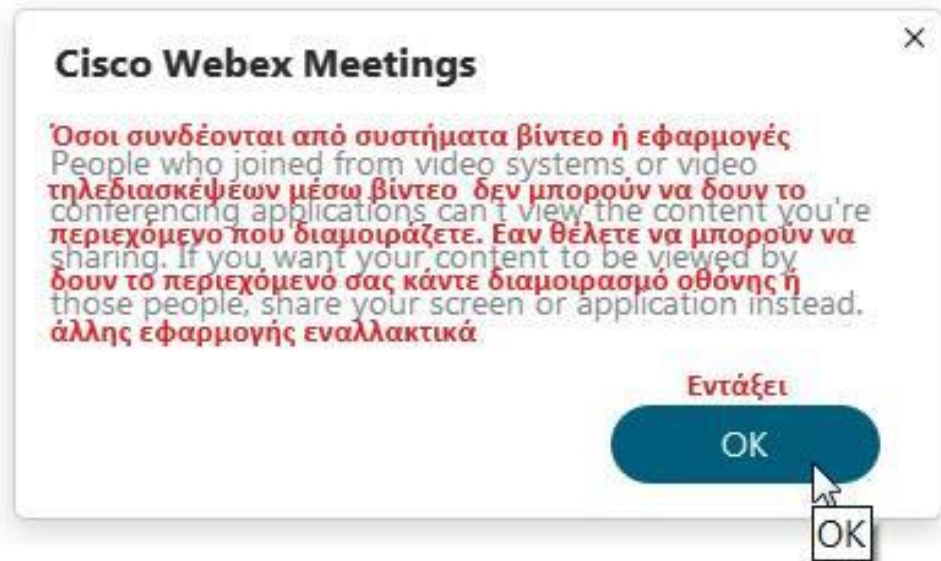 Cisco Webex Meetings
Όσοι συνδέονται από συστήματα βίντεο ή εφαρμογές
People who joined from video systems or video
τηλεδιασκέψέων μέσω βίντεο δεν μπορούν να δουν το
conferencing applications can't view the content you're
περιεχόμενο που διαμοιράζετε. Εαν θέλετε να μπορούν να
sharing. If you want your content to be viewed by
δουν το περιεχόμενό σας κάντε διαμοιρασμό οθόνης ή
those people, share your screen or application instead.
άλλης εφαρμογής εναλλακτικά
Εντάξει
OK
OK